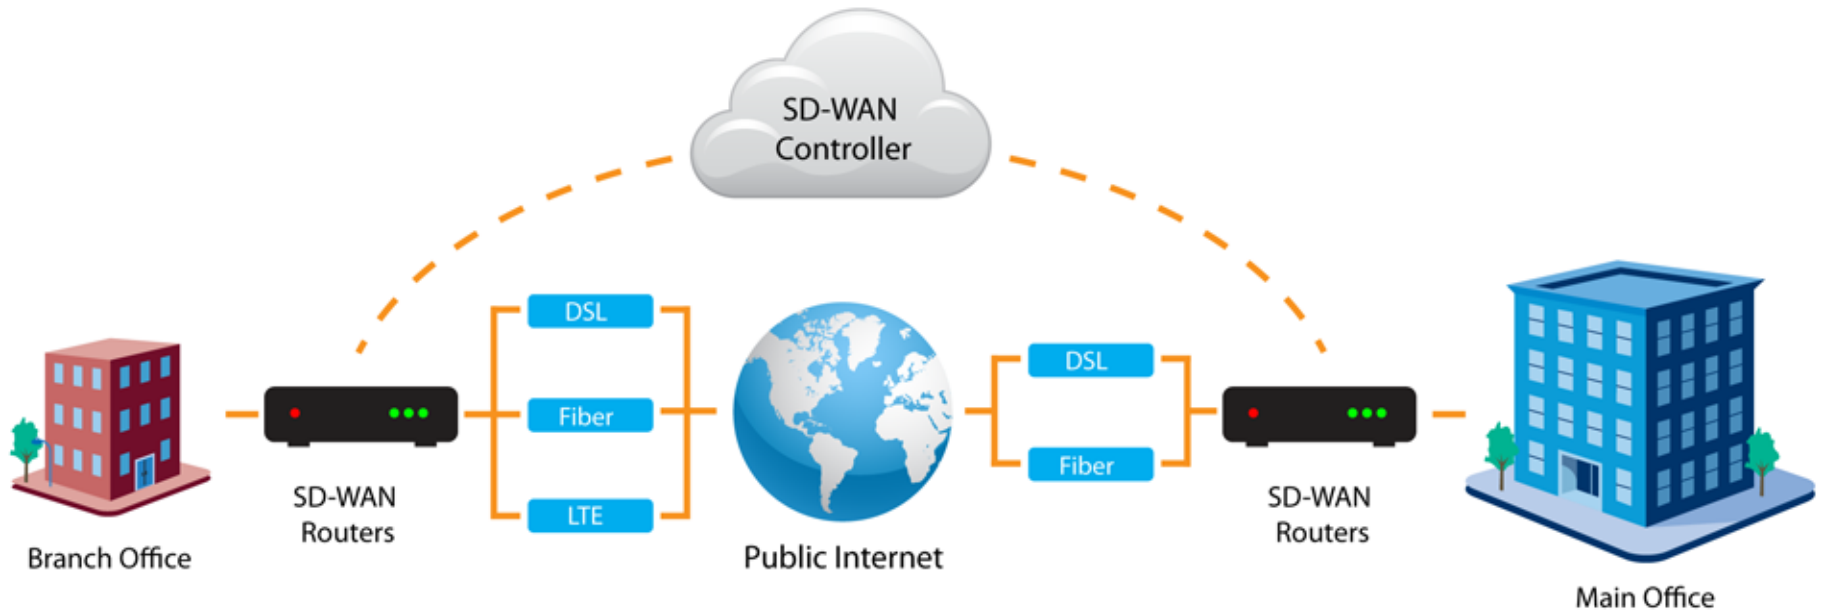 SD-WAN
Controller
DSL
Fiber
LTE
DSL
Fiber
SD-WAN
Routers
Branch Office
Public Internet
SD-WAN
Routers
Main Office